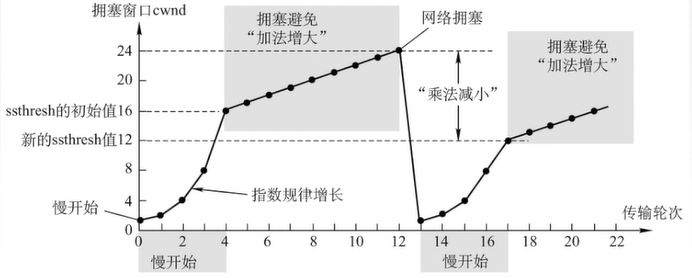 拥塞窗口cwnd
拥塞避免
“加法增大”
网络拥塞
拥塞避免
“加法增大”
24
20
ssthresh的初始值16
“乘法减小”
新的ssthresh值12
8
4
指数规律增长
慢开始
传输轮次
0
0 2 4 6 8 10 12 14 16 18 20 22
慢开始
慢开始